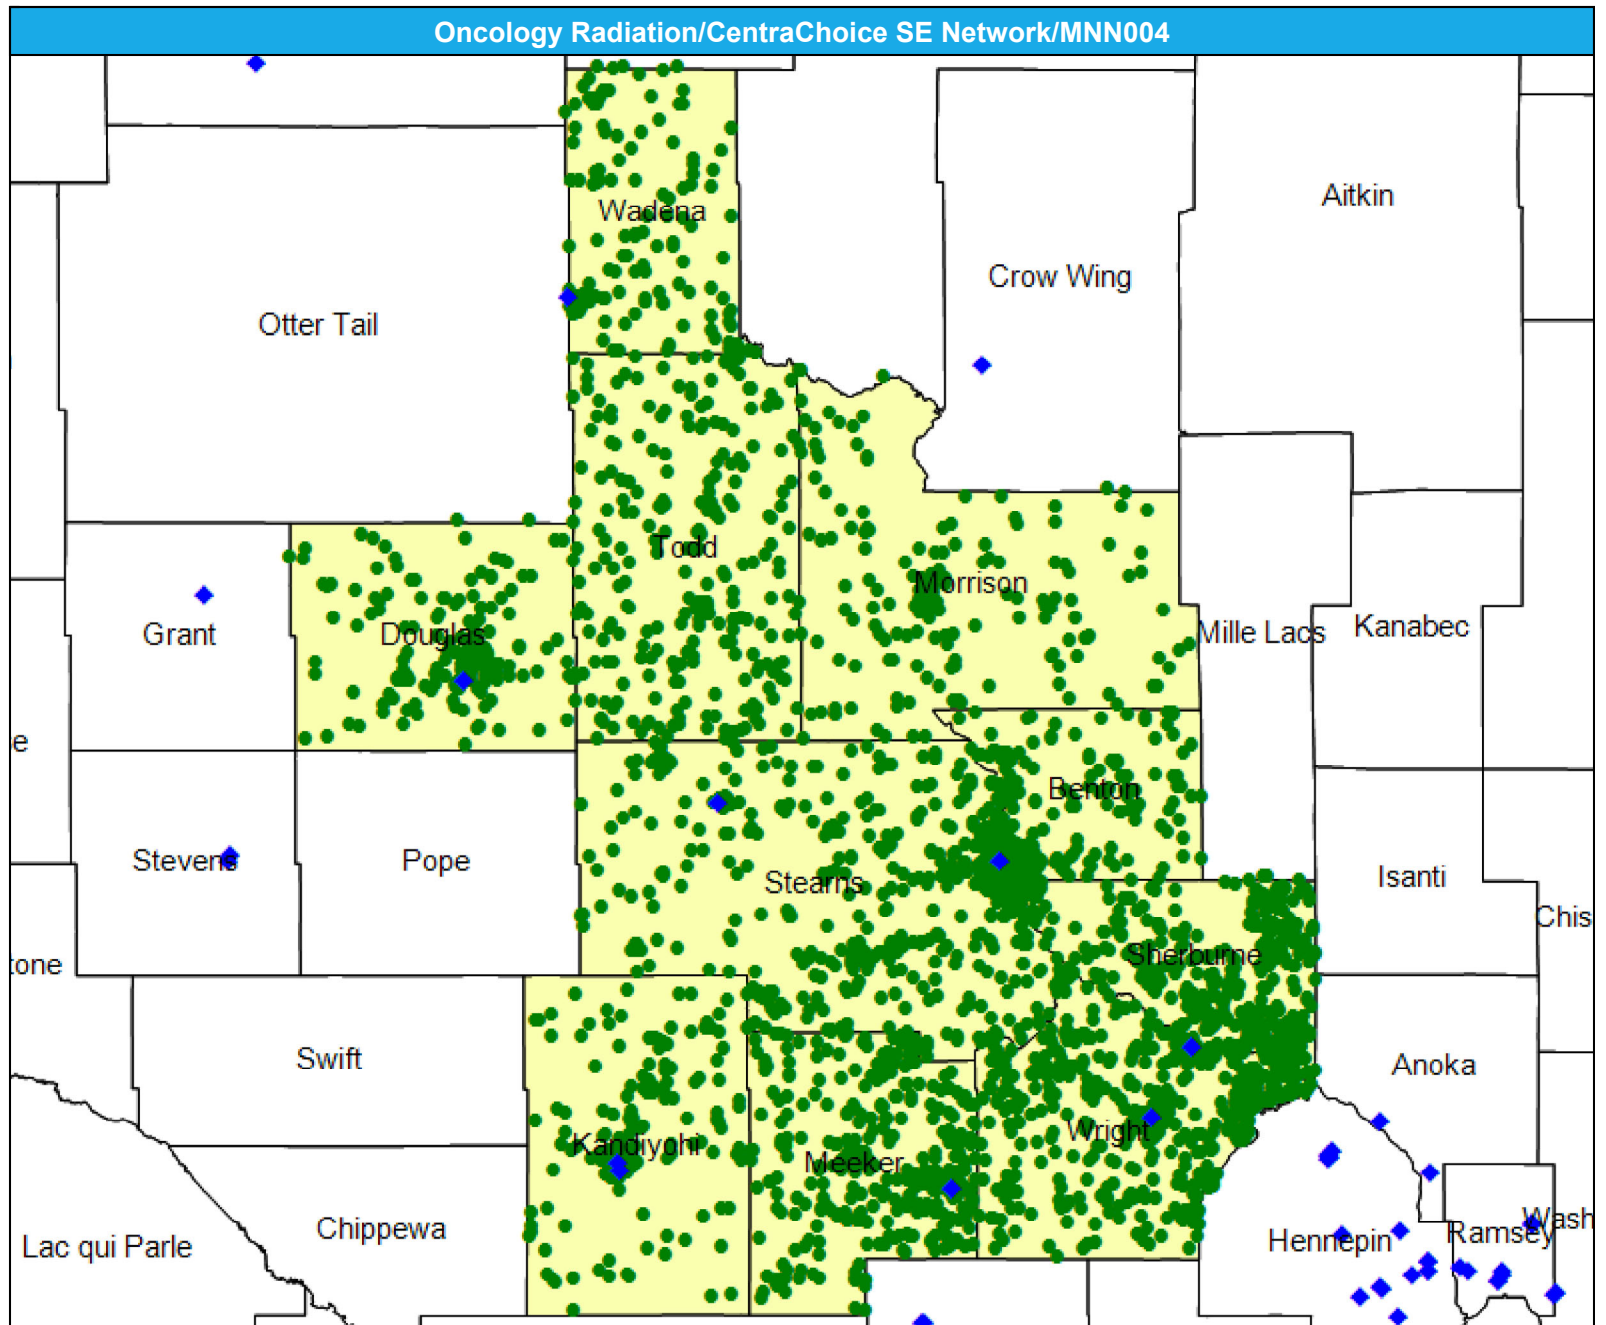 Oncology Radiation/CentraChoice SE Network/MNN004
Aitkin
Wadena
Crow Wing
Otter Tail
Todd
Morrison
Grant
Douglas
Mille Lacs
Kanabec
e
Benton
Stevens
Pope
Stearns
Isanti
Chis
Sherburne
tone
Swift
Anoka
Kandiyohi
Wright
Meeker
Chippewa
Lac qui Parle
Hennepin
Ramsey
Wash